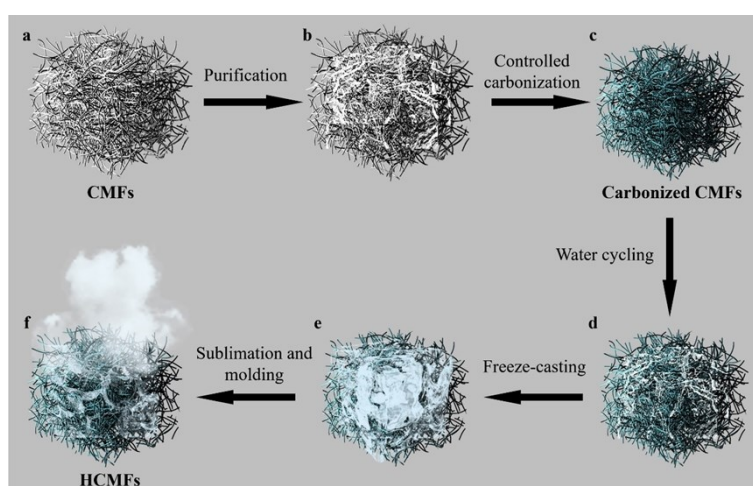 a
Purification
b
Controlled
carbonization
c
CMFs
Carbonized CMFs
Water cycling
d
Freeze-casting
e
Sublimation and
molding
f
HCMFs